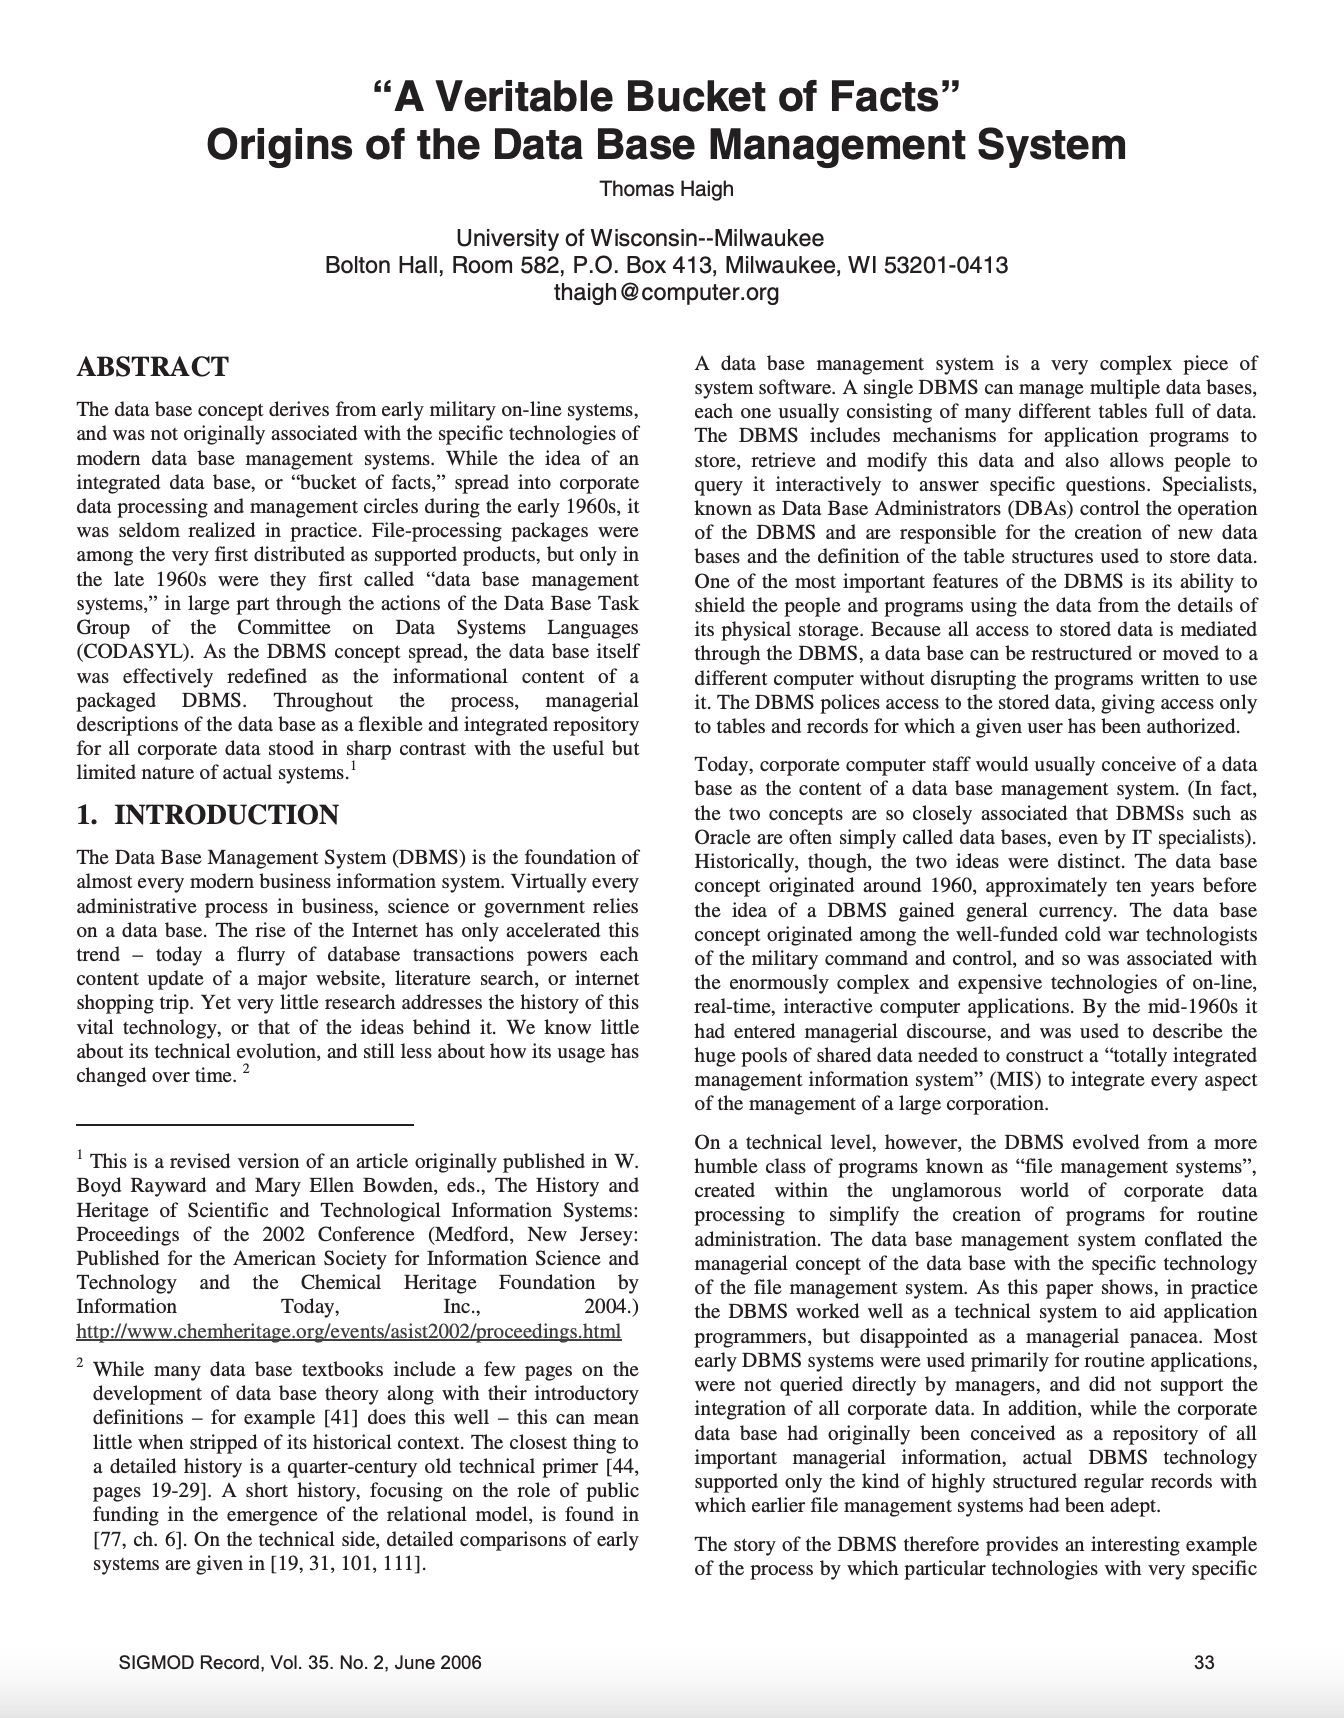 “A Veritable Bucket of Facts”
Origins of the Data Base Management System
Thomas Haigh
University of Wisconsin--Milwaukee
Bolton Hall, Room 582, P.O. Box 413, Milwaukee, WI 53201-0413
thaigh@computer.org
ABSTRACT
The data base concept derives from early military on-line systems,
and was not originally associated with the specific technologies of
modern data base management systems. While the idea of an
integrated data base, or “bucket of facts,” spread into corporate
data processing and management circles during the early 1960s, it
was seldom realized in practice. File-processing packages were
among the very first distributed as supported products, but only in
the late 1960s were they first called “data base management
systems,” in large part through the actions of the Data Base Task
Group of the Committee on Data Systems Languages
(CODASYL). As the DBMS concept spread, the data base itself
was effectively redefined as the informational content of a
packaged DBMS. Throughout the process, managerial
descriptions of the data base as a flexible and integrated repository
for all corporate data stood in sharp contrast with the useful but
limited nature of actual systems.1
1. INTRODUCTION
The Data Base Management System (DBMS) is the foundation of
almost every modern business information system. Virtually every
administrative process in business, science or government relies
on a data base. The rise of the Internet has only accelerated this
trend – today a flurry of database transactions powers each
content update of a major website, literature search, or internet
shopping trip. Yet very little research addresses the history of this
vital technology, or that of the ideas behind it. We know little
about its technical evolution, and still less about how its usage has
changed over time. 2
1 This is a revised version of an article originally published in W.
Boyd Rayward and Mary Ellen Bowden, eds., The History and
Heritage of Scientific and Technological Information Systems:
Proceedings of the 2002 Conference (Medford, New Jersey:
Published for the American Society for Information Science and
Technology and the Chemical Heritage Foundation by
Information Today, Inc., 2004.)
http://www.chemheritage.org/events/asist2002/proceedings.html
2 While many data base textbooks include a few pages on the
development of data base theory along with their introductory
definitions – for example [41] does this well – this can mean
little when stripped of its historical context. The closest thing to
a detailed history is a quarter-century old technical primer [44,
pages 19-29]. A short history, focusing on the role of public
funding in the emergence of the relational model, is found in
[77, ch. 6]. On the technical side, detailed comparisons of early
systems are given in [19, 31, 101, 111].
A data base management system is a very complex piece of
system software. A single DBMS can manage multiple data bases,
each one usually consisting of many different tables full of data.
The DBMS includes mechanisms for application programs to
store, retrieve and modify this data and also allows people to
query it interactively to answer specific questions. Specialists,
known as Data Base Administrators (DBAs) control the operation
of the DBMS and are responsible for the creation of new data
bases and the definition of the table structures used to store data.
One of the most important features of the DBMS is its ability to
shield the people and programs using the data from the details of
its physical storage. Because all access to stored data is mediated
through the DBMS, a data base can be restructured or moved to a
different computer without disrupting the programs written to use
it. The DBMS polices access to the stored data, giving access only
to tables and records for which a given user has been authorized.
Today, corporate computer staff would usually conceive of a data
base as the content of a data base management system. (In fact,
the two concepts are so closely associated that DBMSs such as
Oracle are often simply called data bases, even by IT specialists).
Historically, though, the two ideas were distinct. The data base
concept originated around 1960, approximately ten years before
the idea of a DBMS gained general currency. The data base
concept originated among the well-funded cold war technologists
of the military command and control, and so was associated with
the enormously complex and expensive technologies of on-line,
real-time, interactive computer applications. By the mid-1960s it
had entered managerial discourse, and was used to describe the
huge pools of shared data needed to construct a “totally integrated
management information system” (MIS) to integrate every aspect
of the management of a large corporation.
On a technical level, however, the DBMS evolved from a more
humble class of programs known as “file management systems”,
created within the unglamorous world of corporate data
processing to simplify the creation of programs for routine
administration. The data base management system conflated the
managerial concept of the data base with the specific technology
of the file management system. As this paper shows, in practice
the DBMS worked well as a technical system to aid application
programmers, but disappointed as a managerial panacea. Most
early DBMS systems were used primarily for routine applications,
were not queried directly by managers, and did not support the
integration of all corporate data. In addition, while the corporate
data base had originally been conceived as a repository of all
important managerial information, actual DBMS technology
supported only the kind of highly structured regular records with
which earlier file management systems had been adept.
The story of the DBMS therefore provides an interesting example
of the process by which particular technologies with very specific
SIGMOD Record, Vol. 35. No. 2, June 2006
33